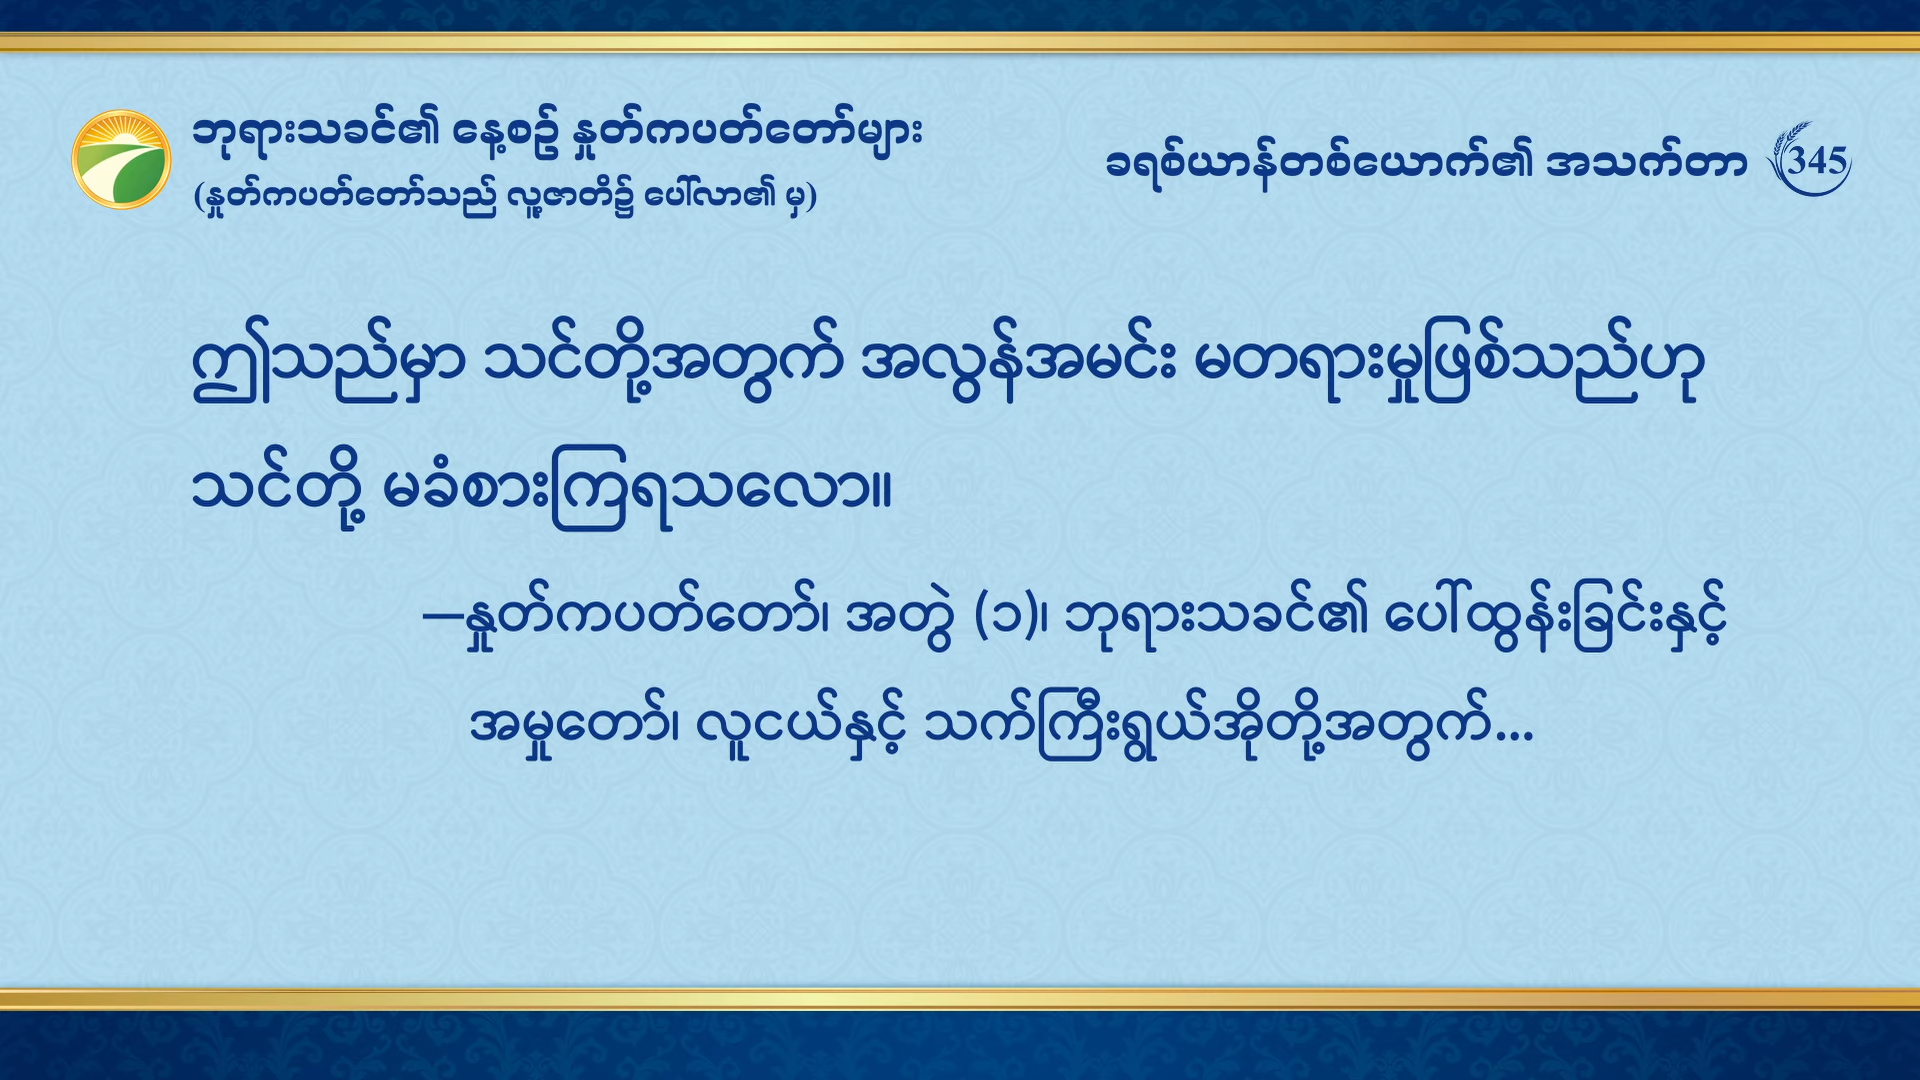 ဘုရားသခင်၏ နေ့စဉ် နှုတ်ကပတ်တော်များ
(နှုတ်ကပတ်တော်သည် လူ့ဇာတိ၌ ပေါ်လာ၏ မှ)
ခရစ်ယာန်တစ်ယောက်၏ အသက်တာ 345
ဤသည်မှာ သင်တို့အတွက် အလွန်အမင်း မတရားမှုဖြစ်သည်ဟု
သင်တို့ မခံစားကြရသလော။
—နှုတ်ကပတ်တော်၊ အတွဲ (၁)၊ ဘုရားသခင်၏ ပေါ်ထွန်းခြင်းနှင့်
အမှုတော်၊ လူငယ်နှင့် သက်ကြီးရွယ်အိုတို့အတွက်...